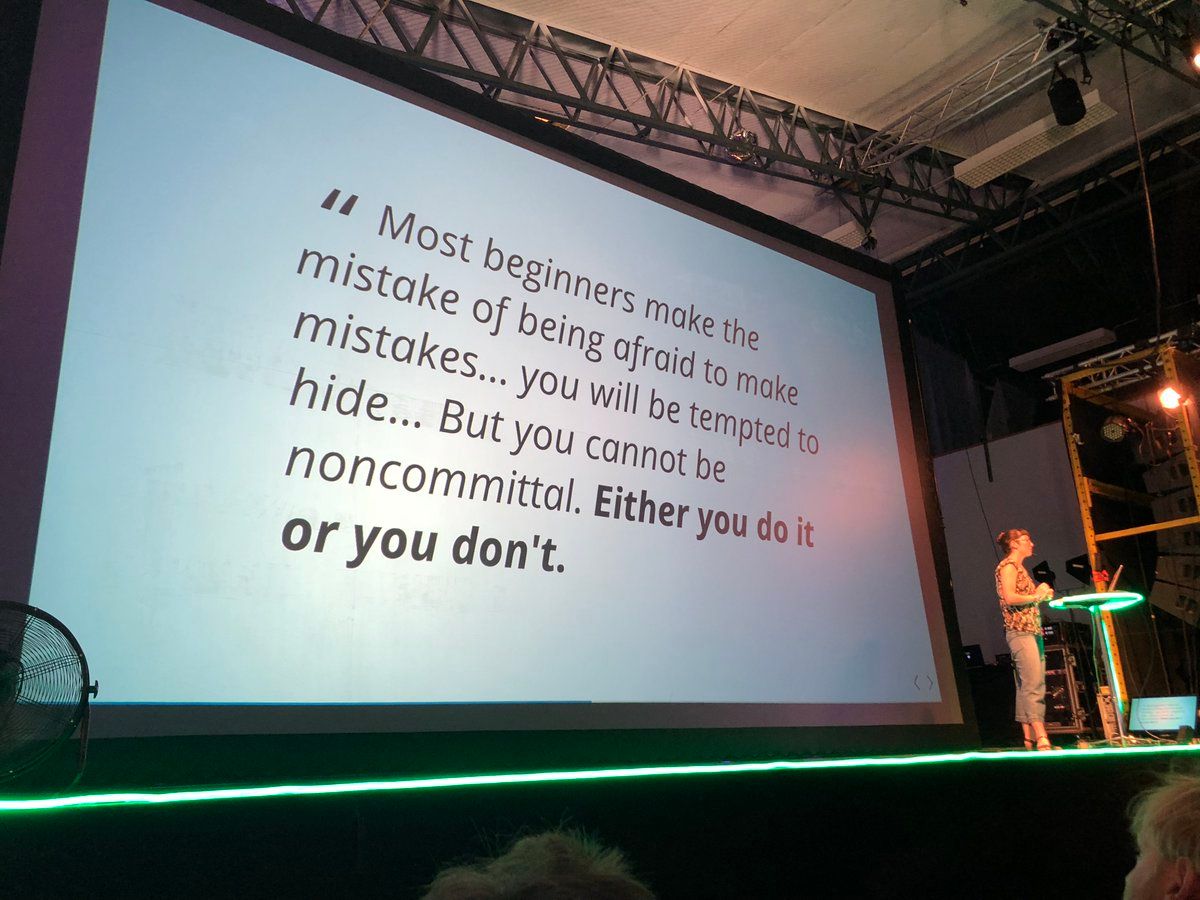 “ Most beginners make the
mistake of being afraid to make
mistakes... you will be tempted to
hide... But you cannot be
noncommittal. Either you do it
or you don't.